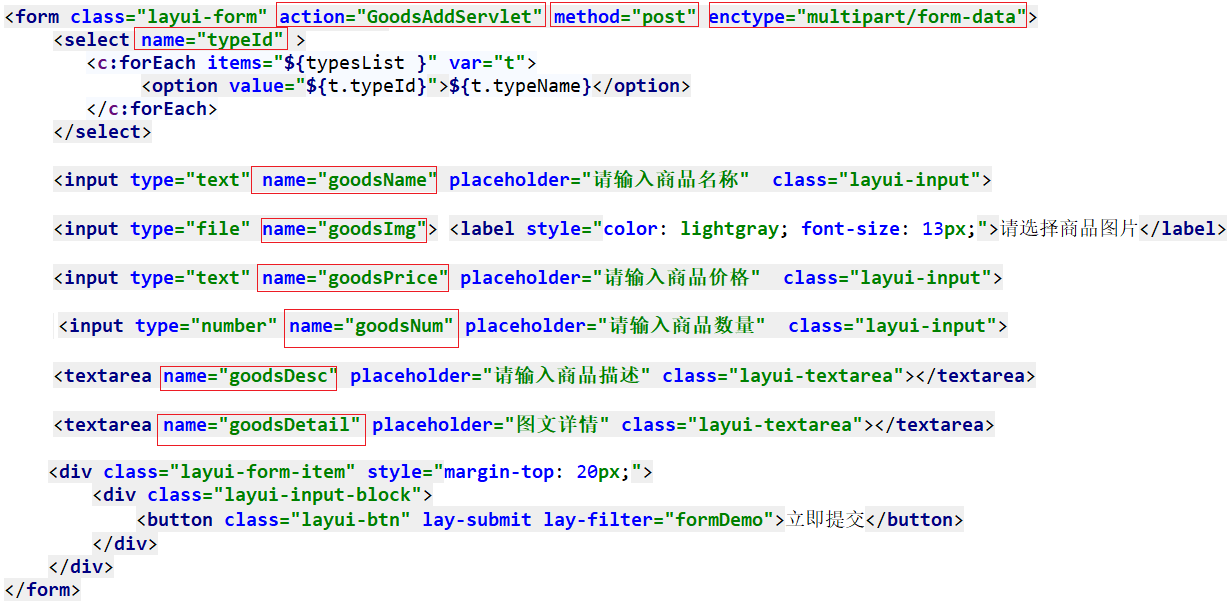 <form class="layui-form" action="GoodsAddServlet" method="post" enctype="multipart/form-data">
<select name="typeId" >
<c:forEach items="${typesList }" var="t">
<option value="${t.typeId}">${t.typeName}</option>
</c:forEach>
</select>
<input type="text" name="goodsName" placeholder="请输入商品名称" class="layui-input">
<input type="file" name="goodsImg"> <label style="color: lightgray; font-size: 13px;">请选择商品图片</label>
<input type="text" name="goodsPrice" placeholder="请输入商品价格" class="layui-input">
<input type="number" name="goodsNum" placeholder="请输入商品数量" class="layui-input">
<textarea name="goodsDesc" placeholder="请输入商品描述" class="layui-textarea"></textarea>
<textarea name="goodsDetail" placeholder="图文详情" class="layui-textarea"></textarea>
<div class="layui-form-item" style="margin-top: 20px;">
<div class="layui-input-block">
<button class="layui-btn" lay-submit lay-filter="formDemo">立即提交</button>
</div>
</div>
</form>